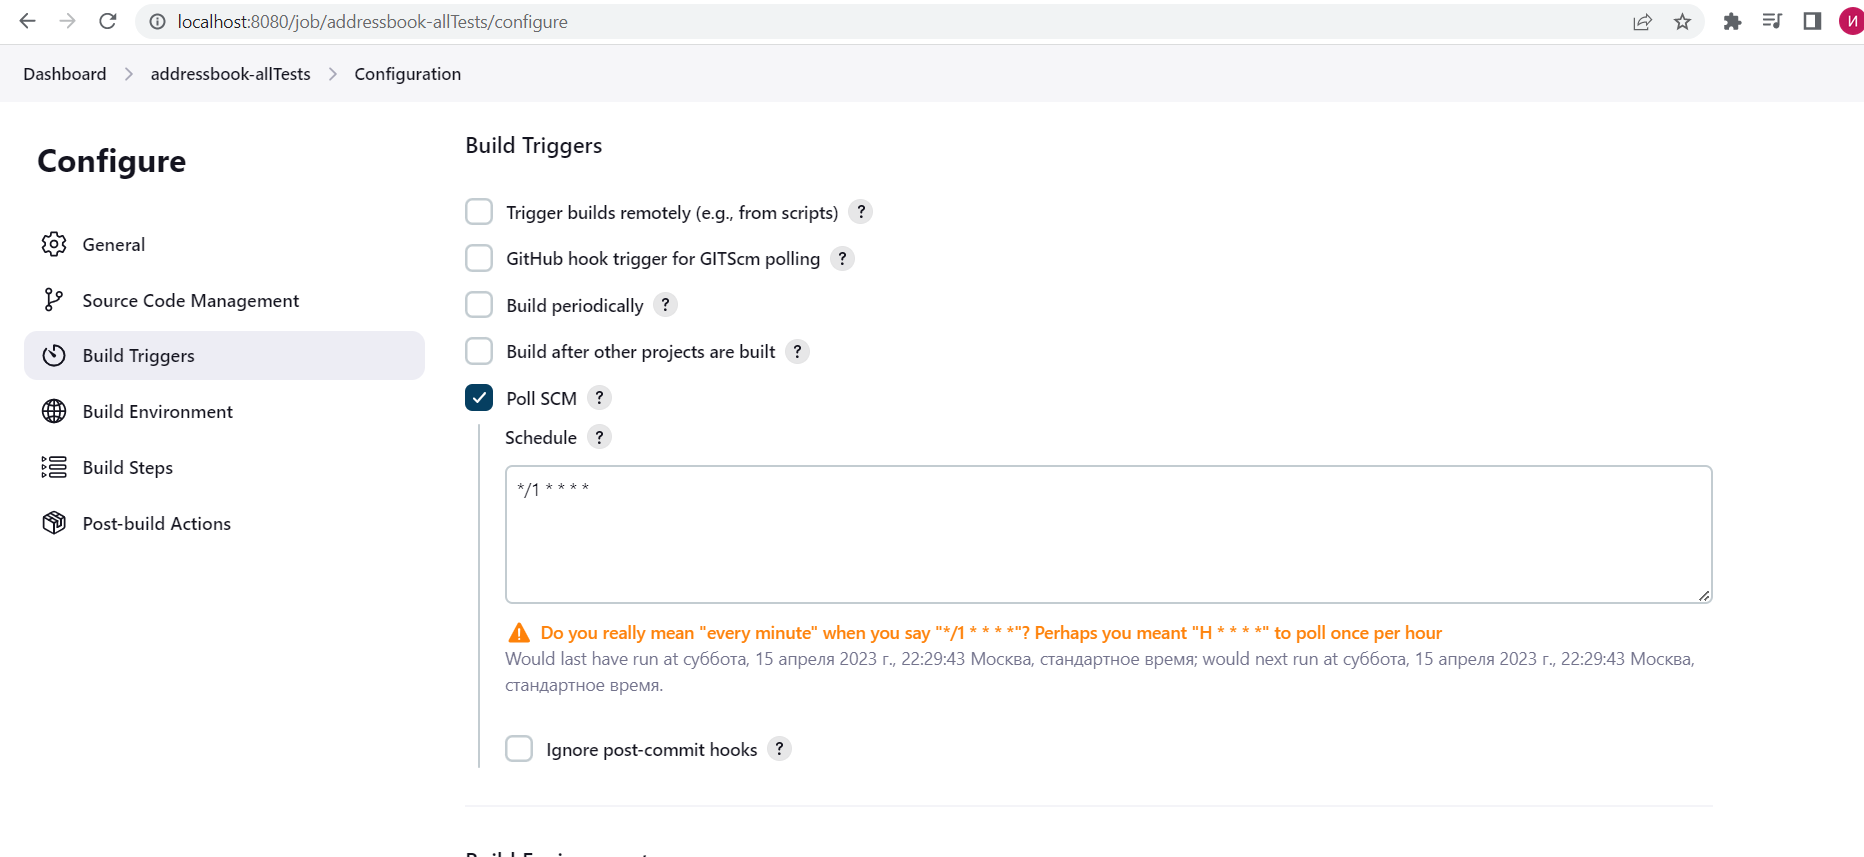 localhost:8080/job/addressbook-allTests/configure
И
Dashboard > addressbook-allTests > Configuration
Configure
General
Source Code Management
Build Triggers
Build Environment
Build Steps
Post-build Actions
Build Triggers
Trigger builds remotely (e.g., from scripts) ?
GitHub hook trigger for GITScm polling ?
Build periodically ?
Build after other projects are built ?
Poll SCM ?
Schedule ?
*/1 * * * *
Do you really mean "every minute" when you say "*/1 * * * *"? Perhaps you meant "H * * * *" to poll once per hour
Would last have run at суббота, 15 апреля 2023 г., 22:29:43 Москва, стандартное время; would next run at суббота, 15 апреля 2023 г., 22:29:43 Москва,
стандартное время.
Ignore post-commit hooks ?